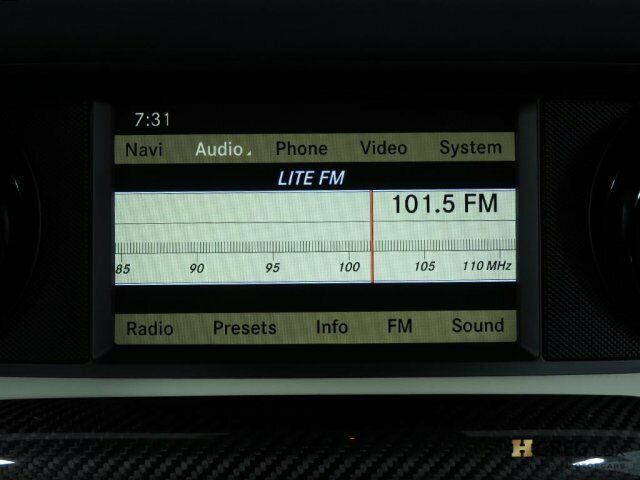 7:31
Navi Audio Phone Video System
LITE FM
101.5 FM
85 90 95 100 105 110 MHz
Radio Presets Info FM Sound
H GREG